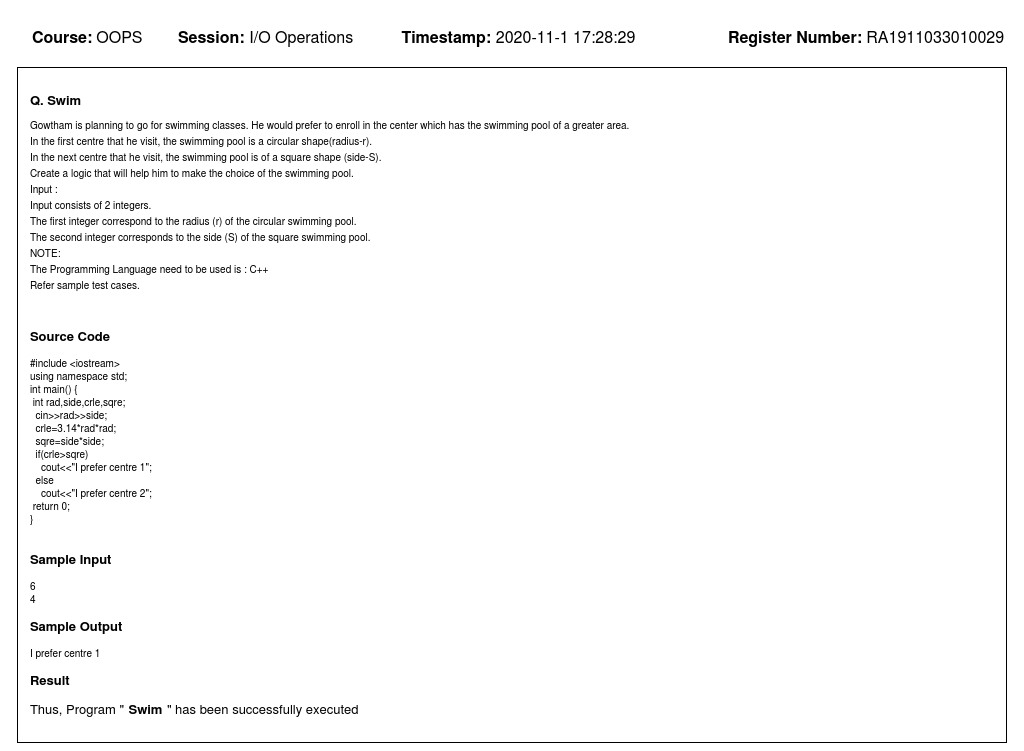 Course: OOPS Session: I/O Operations Timestamp: 2020-11-1 17:28:29 Register Number: RA1911033010029
Q. Swim
Gowtham is planning to go for swimming classes. He would prefer to enroll in the center which has the swimming pool of a greater area.
In the first centre that he visit, the swimming pool is a circular shape(radius-r).
In the next centre that he visit, the swimming pool is of a square shape (side-S).
Create a logic that will help him to make the choice of the swimming pool.
Input :
Input consists of 2 integers.
The first integer correspond to the radius (r) of the circular swimming pool.
The second integer corresponds to the side (S) of the square swimming pool.
NOTE:
The Programming Language need to be used is : C++
Refer sample test cases.
Source Code
#include <iostream>
using namespace std;
int main() {
 int rad,side,crle,sqre;
  cin>>rad>>side;
  crle=3.14*rad*rad;
  sqre=side*side;
  if(crle>sqre)
    cout<<"I prefer centre 1";
  else
    cout<<"I prefer centre 2";
 return 0;
}
Sample Input
6
4
Sample Output
I prefer centre 1
Result
Thus, Program " Swim " has been successfully executed